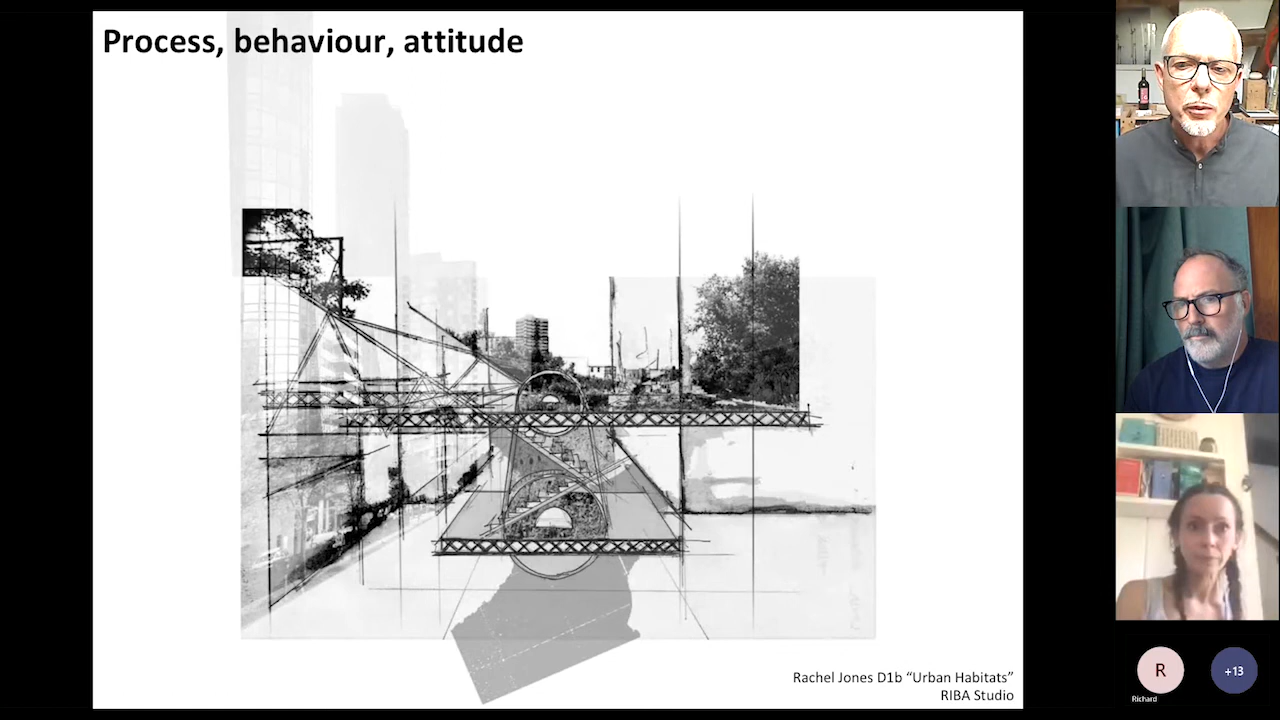 Process, behaviour, attitude
Rachel Jones D1b “Urban Habitats”
RIBA Studio
R
+13
Richard